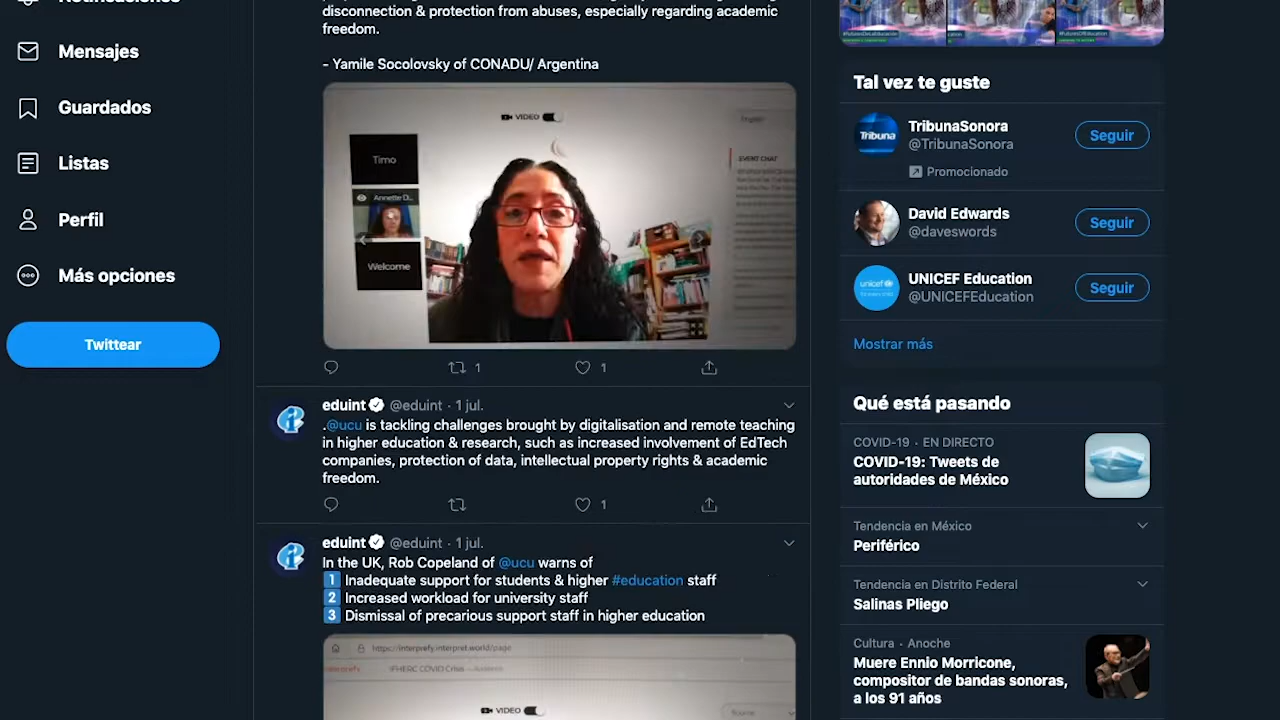 Mensajes
Guardados
Listas
Perfil
Más opciones
Twittear
disconnection & protection from abuses, especially regarding academic
freedom.
- Yamile Socolovsky of CONADU/ Argentina
VIDEO
Timo
Annette D...
Welcome
English
EVENT CHAT
1
1
eduint @eduint · 1 jul.
.@ucu is tackling challenges brought by digitalisation and remote teaching
in higher education & research, such as increased involvement of EdTech
companies, protection of data, intellectual property rights & academic
freedom.
1
eduint @eduint · 1 jul.
In the UK, Rob Copeland of @ucu warns of
1 Inadequate support for students & higher #education staff
2 Increased workload for university staff
3 Dismissal of precarious support staff in higher education
https://interprefy.interpret.world/page
interprefy
IFHERC COVID Crisis
VIDEO
Tal vez te guste
Tribuna
TribunaSonora
@TribunaSonora
Promocionado
Seguir
David Edwards
@daveswords
Seguir
unicef
UNICEF Education
@UNICEFEducation
Seguir
Mostrar más
Qué está pasando
COVID-19 · EN DIRECTO
COVID-19: Tweets de
autoridades de México
Tendencia en México
Periférico
Tendencia en Distrito Federal
Salinas Pliego
Cultura · Anoche
Muere Ennio Morricone,
compositor de bandas sonoras,
a los 91 años